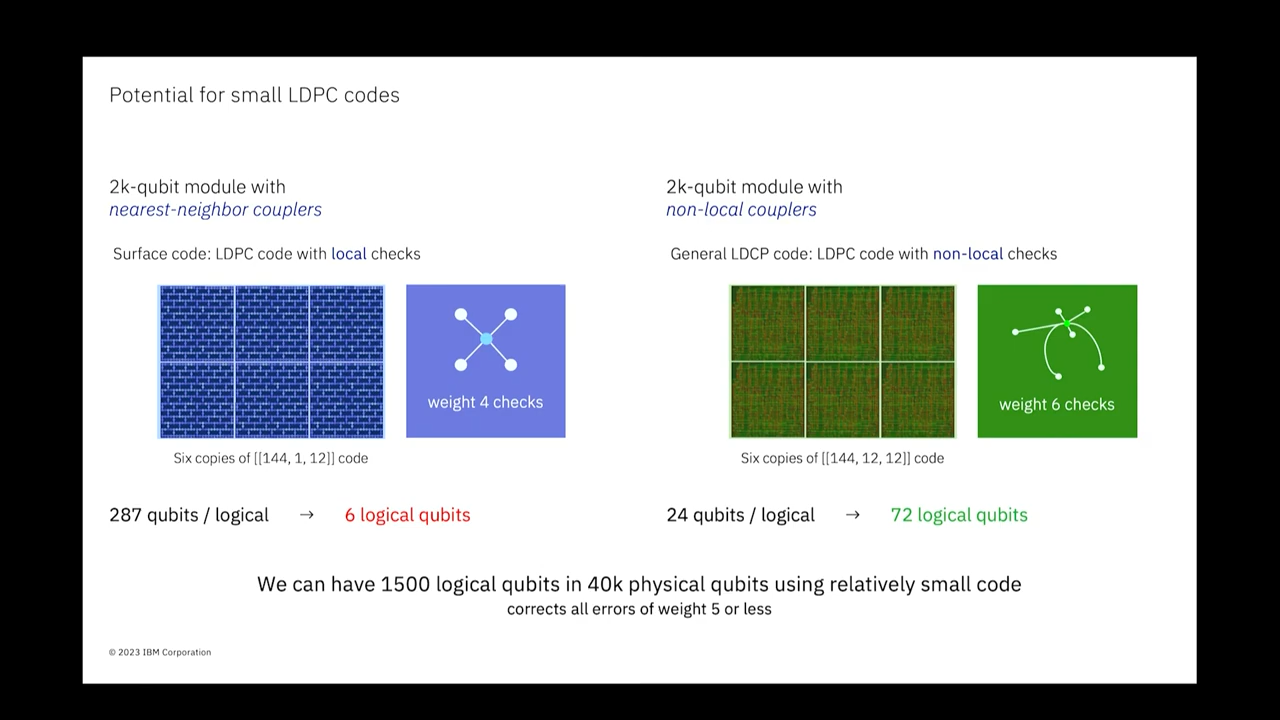 Potential for small LDPC codes
2k-qubit module with
nearest-neighbor couplers
Surface code: LDPC code with local checks
weight 4 checks
Six copies of [[144, 1, 12]] code
287 qubits / logical → 6 logical qubits
2k-qubit module with
non-local couplers
General LDCP code: LDPC code with non-local checks
weight 6 checks
Six copies of [[144, 12, 12]] code
24 qubits / logical → 72 logical qubits
We can have 1500 logical qubits in 40k physical qubits using relatively small code
corrects all errors of weight 5 or less
© 2023 IBM Corporation